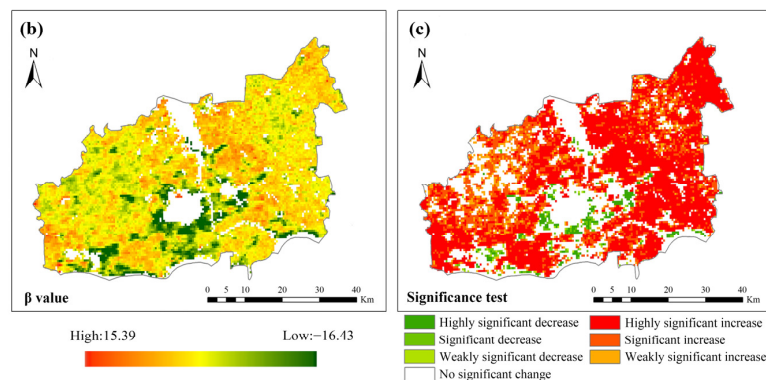 (b)
N
0 5 10 20 30 40
Km
β value
High:15.39
Low:−16.43
(c)
N
0 5 10 20 30 40
Km
Significance test
Highly significant decrease
Highly significant increase
Significant decrease
Significant increase
Weakly significant decrease
Weakly significant increase
No significant change